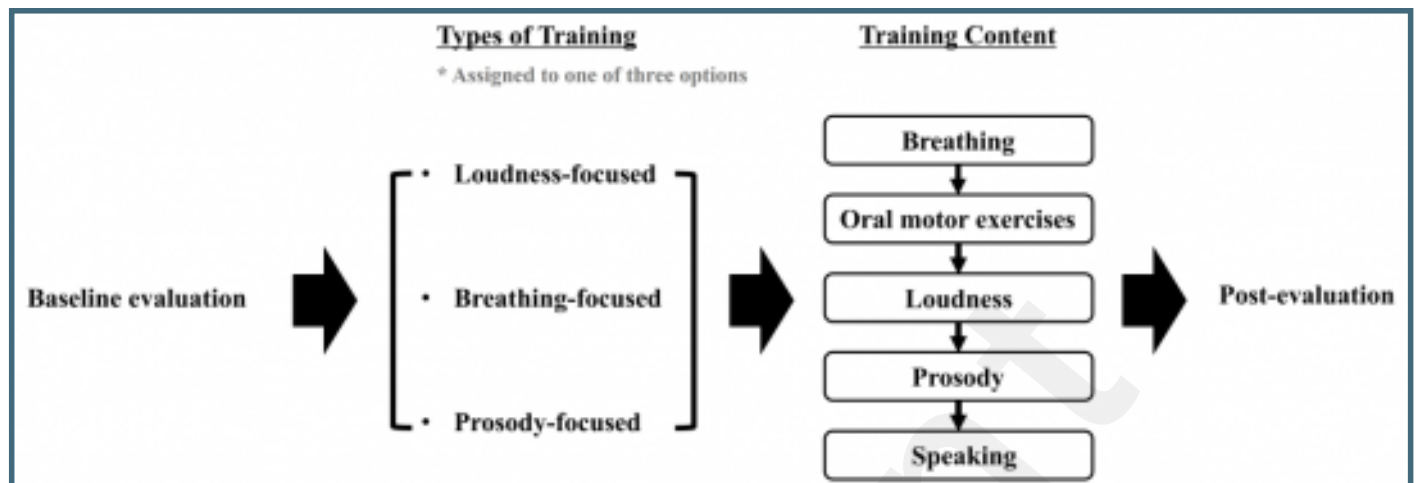 Types of Training
* Assigned to one of three options
Training Content
Baseline evaluation
• Loudness-focused
• Breathing-focused
• Prosody-focused
Breathing
Oral motor exercises
Loudness
Prosody
Speaking
Post-evaluation